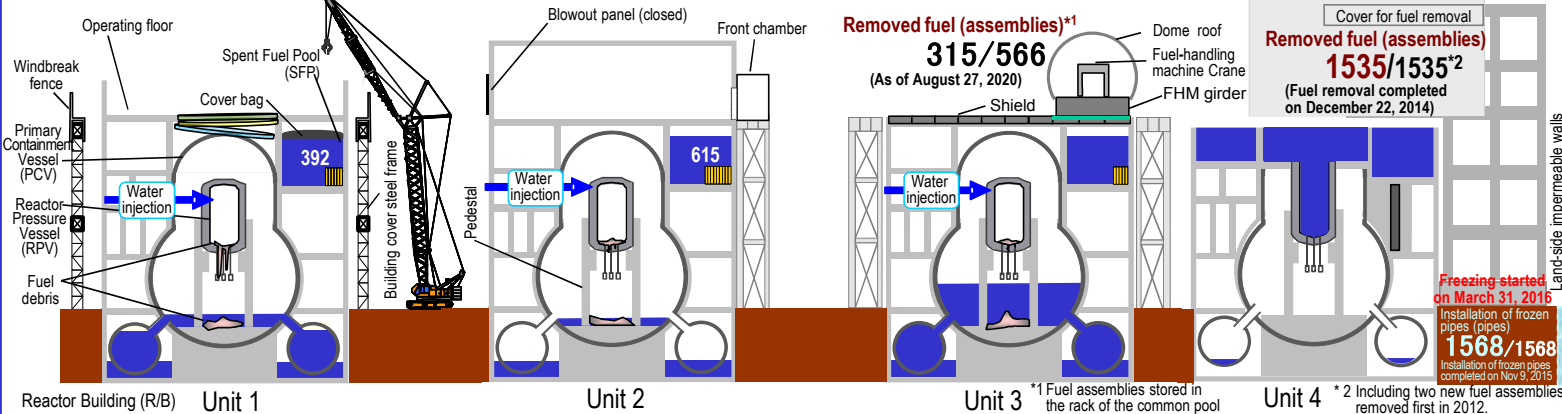 Operating floor
Windbreak
fence
Spent Fuel Pool
(SFP)
Cover bag
Primary
Containment
Vessel
(PCV)
392
Water
injection
Reactor
Pressure
Vessel
(RPV)
Fuel
debris
Building cover steel frame
Reactor Building (R/B)
Unit 1
Blowout panel (closed)
Front chamber
615
Water
injection
Pedestal
Unit 2
Removed fuel (assemblies)*1
315/566
(As of August 27, 2020)
Dome roof
Fuel-handling
machine Crane
FHM girder
Shield
Water
injection
Unit 3
*1 Fuel assemblies stored in
the rack of the common pool
Cover for fuel removal
Removed fuel (assemblies)
1535/1535*2
(Fuel removal completed
on December 22, 2014)
Land-side impermeable walls
Freezing started
on March 31, 2016
Installation of frozen
pipes (pipes)
1568/1568
Installation of frozen pipes
completed on Nov 9, 2015
Unit 4
* 2 Including two new fuel assemblies
removed first in 2012.